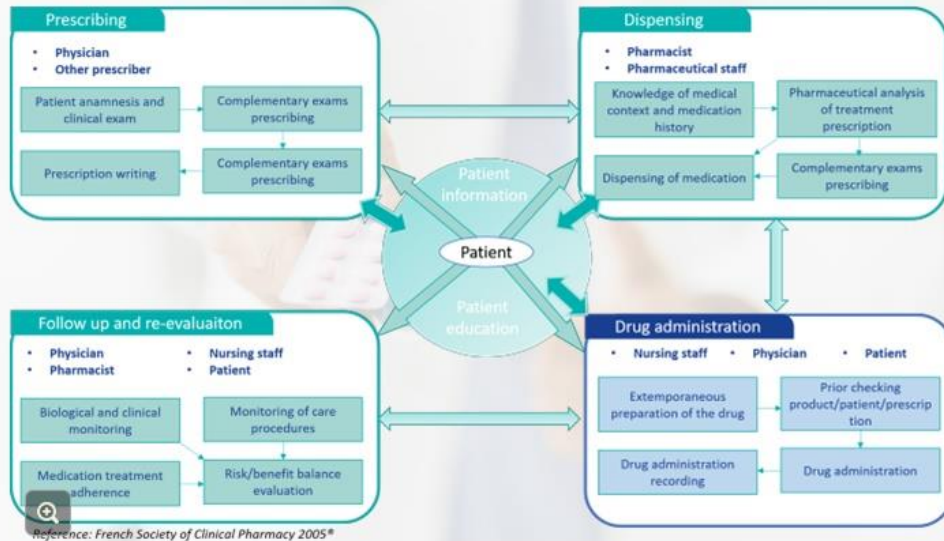 Prescribing
• Physician
• Other prescriber
Patient anamnesis and
clinical exam
Complementary exams
prescribing
Prescription writing
Complementary exams
prescribing
Dispensing
• Pharmacist
• Pharmaceutical staff
Knowledge of medical
context and medication
history
Pharmaceutical analysis
of treatment
prescription
Dispensing of medication
Complementary exams
prescribing
Patient
information
Patient
Patient
education
Follow up and re-evaluaiton
• Physician
• Pharmacist
• Nursing staff
• Patient
Biological and clinical
monitoring
Monitoring of care
procedures
Medication treatment
adherence
Risk/benefit balance
evaluation
Drug administration
• Nursing staff • Physician • Patient
Extemporaneous
preparation of the drug
Prior checking
product/patient/prescrip
tion
Drug administration
recording
Drug administration
Reference: French Society of Clinical Pharmacy 2005®